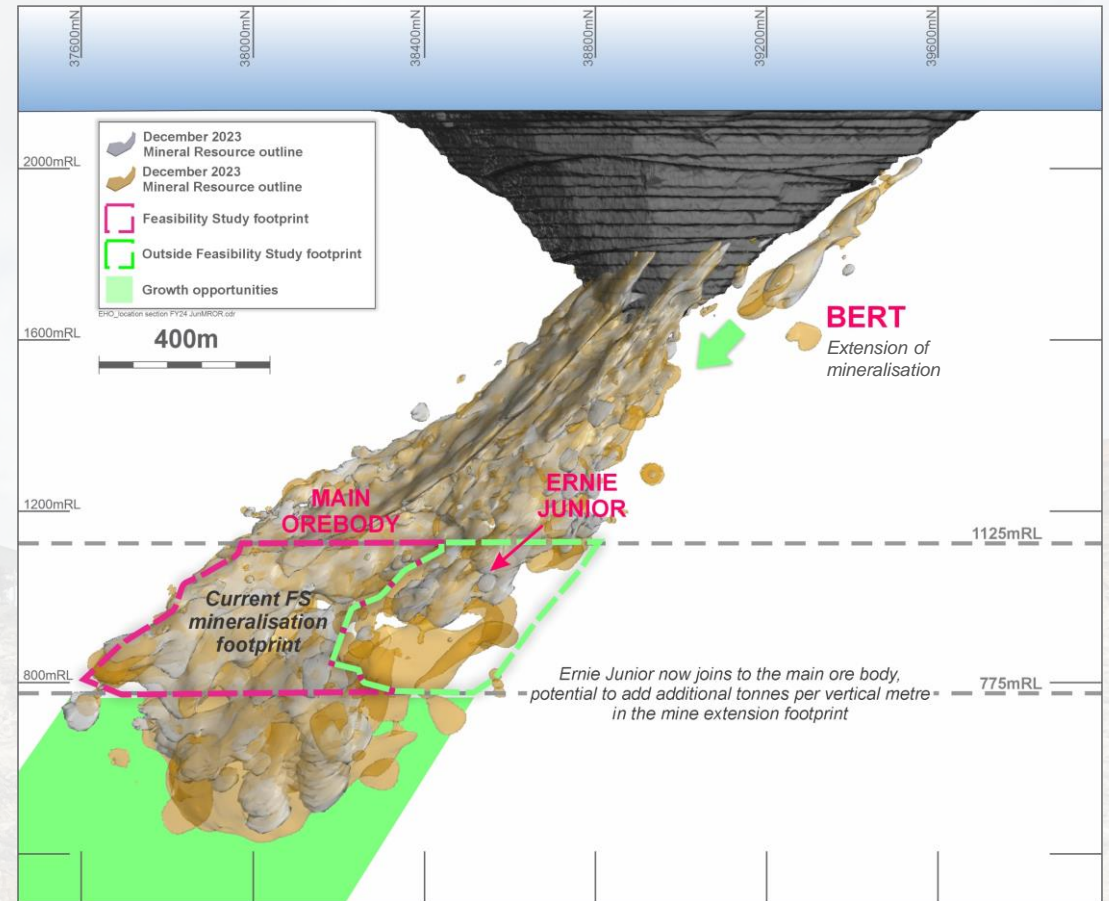 37600mN
38000mN
38400mN
38800mN
39200mN
39600mN
December 2023
Mineral Resource outline
December 2023
Mineral Resource outline
Feasibility Study footprint
Outside Feasibility Study footprint
Growth opportunities
EHO_location section FY24 JunMROR.cdr
400m
2000mRL
1600mRL
1200mRL
800mRL
BERT
Extension of
mineralisation
MAIN
OREBODY
ERNIE
JUNIOR
1125mRL
Current FS
mineralisation
footprint
Ernie Junior now joins to the main ore body,
potential to add additional tonnes per vertical metre
in the mine extension footprint
775mRL